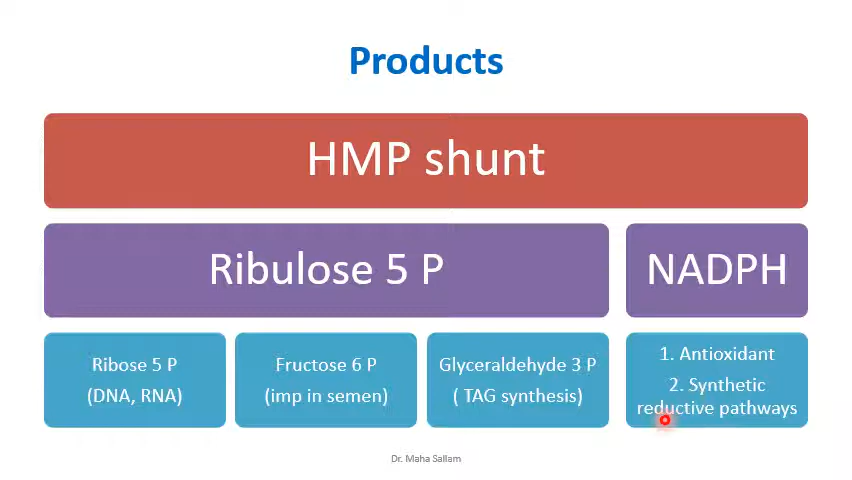 Products
HMP shunt
Ribulose 5 P
NADPH
Ribose 5 P
(DNA, RNA)
Fructose 6 P
(imp in semen)
Glyceraldehyde 3 P
( TAG synthesis)
1. Antioxidant
2. Synthetic
reductive pathways
Dr. Maha Sallam